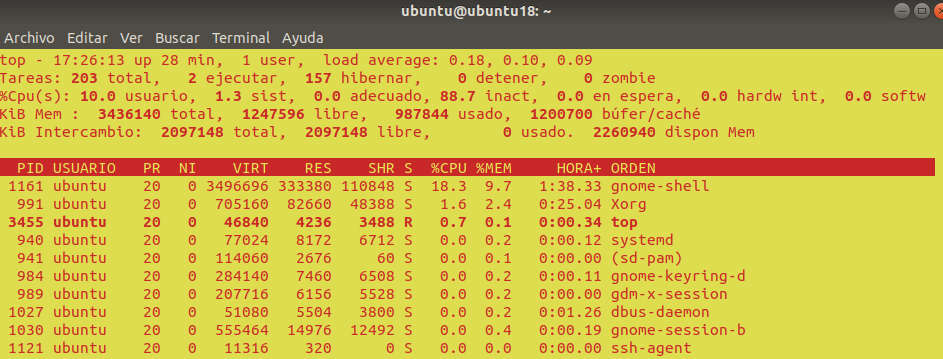 ubuntu@ubuntu18: ~
Archivo Editar Ver Buscar Terminal Ayuda
top - 17:26:13 up 28 min,  1 user,  load average: 0.18, 0.10, 0.09
Tareas: 203 total,   2 ejecutar, 157 hibernar,   0 detener,   0 zombie
%Cpu(s): 10.0 usuario,  1.3 sist,  0.0 adecuado, 88.7 inact,  0.0 en espera,  0.0 hardw int,  0.0 softw
KiB Mem :  3436140 total,  1247596 libre,   987844 usado,  1200700 búfer/caché
KiB Intercambio:  2097148 total,  2097148 libre,        0 usado.  2260940 dispon Mem
PID USUARIO   PR  NI    VIRT    RES    SHR S  %CPU %MEM     HORA+ ORDEN
1161 ubuntu    20   0 3496696 333380 110848 S  18.3  9.7   1:38.33 gnome-shell
991 ubuntu    20   0  705160  82660  48388 S   1.6  2.4   0:25.04 Xorg
3455 ubuntu    20   0   46840   4236   3488 R   0.7  0.1   0:00.34 top
940 ubuntu    20   0   77024   8172   6712 S   0.0  0.2   0:00.12 systemd
941 ubuntu    20   0  114060   2676     60 S   0.0  0.1   0:00.00 (sd-pam)
984 ubuntu    20   0  284140   7460   6508 S   0.0  0.2   0:00.11 gnome-keyring-d
989 ubuntu    20   0  207716   6156   5528 S   0.0  0.2   0:00.00 gdm-x-session
1027 ubuntu    20   0   51080   5504   3800 S   0.0  0.2   0:01.26 dbus-daemon
1030 ubuntu    20   0  555464  14976  12492 S   0.0  0.4   0:00.19 gnome-session-b
1121 ubuntu    20   0   11316    320      0 S   0.0  0.0   0:00.00 ssh-agent